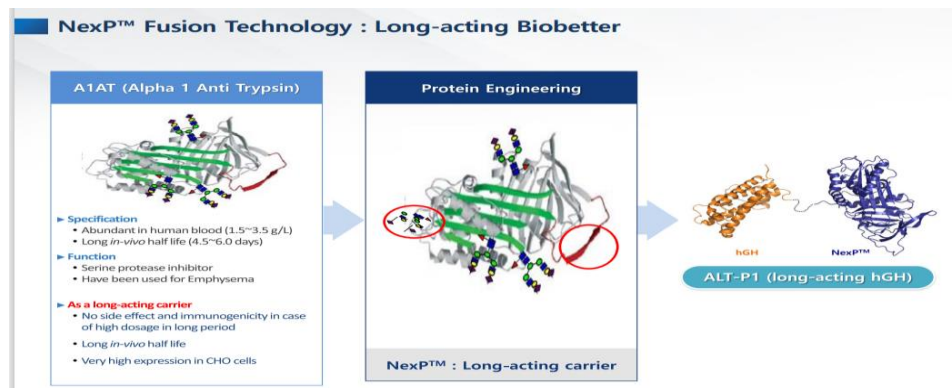 NexP™ Fusion Technology : Long-acting Biobetter
A1AT (Alpha 1 Anti Trypsin)
► Specification
• Abundant in human blood (1.5~3.5 g/L)
• Long in-vivo half life (4.5~6.0 days)
► Function
• Serine protease inhibitor
• Have been used for Emphysema
► As a long-acting carrier
• No side effect and immunogenicity in case
of high dosage in long period
• Long in-vivo half life
• Very high expression in CHO cells
Protein Engineering
NexP™ : Long-acting carrier
hGH
NexP™
ALT-P1 (long-acting hGH)